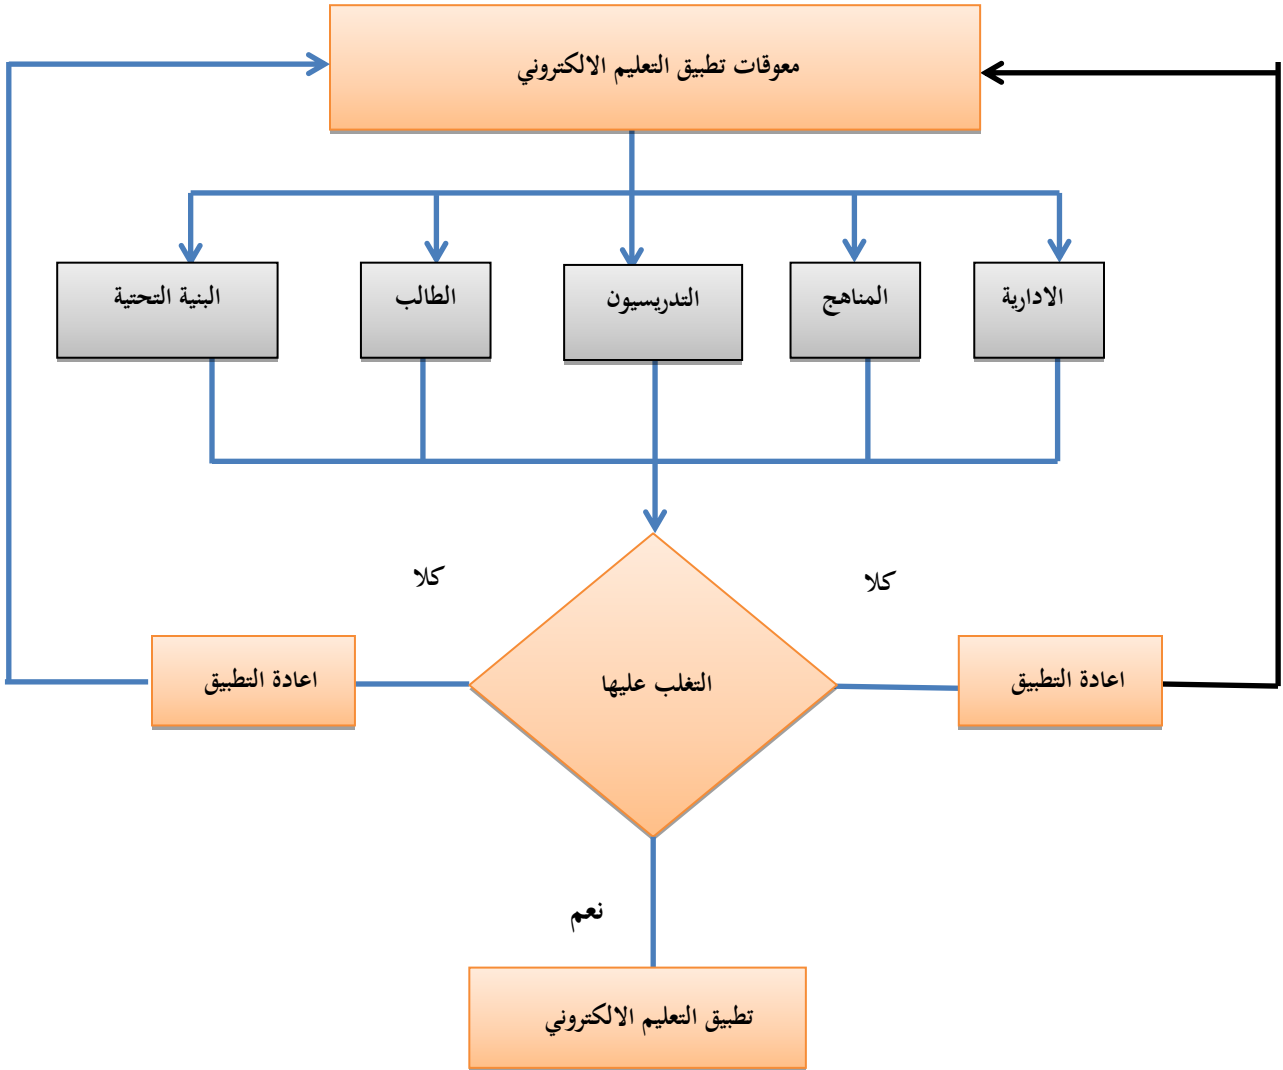 معوقات تطبيق التعليم الالكتروني
الادارية
المناهج
التدريسيون
الطالب
البنية التحتية
كلا
كلا
اعادة التطبيق
التغلب عليها
اعادة التطبيق
نعم
تطبيق التعليم الالكتروني